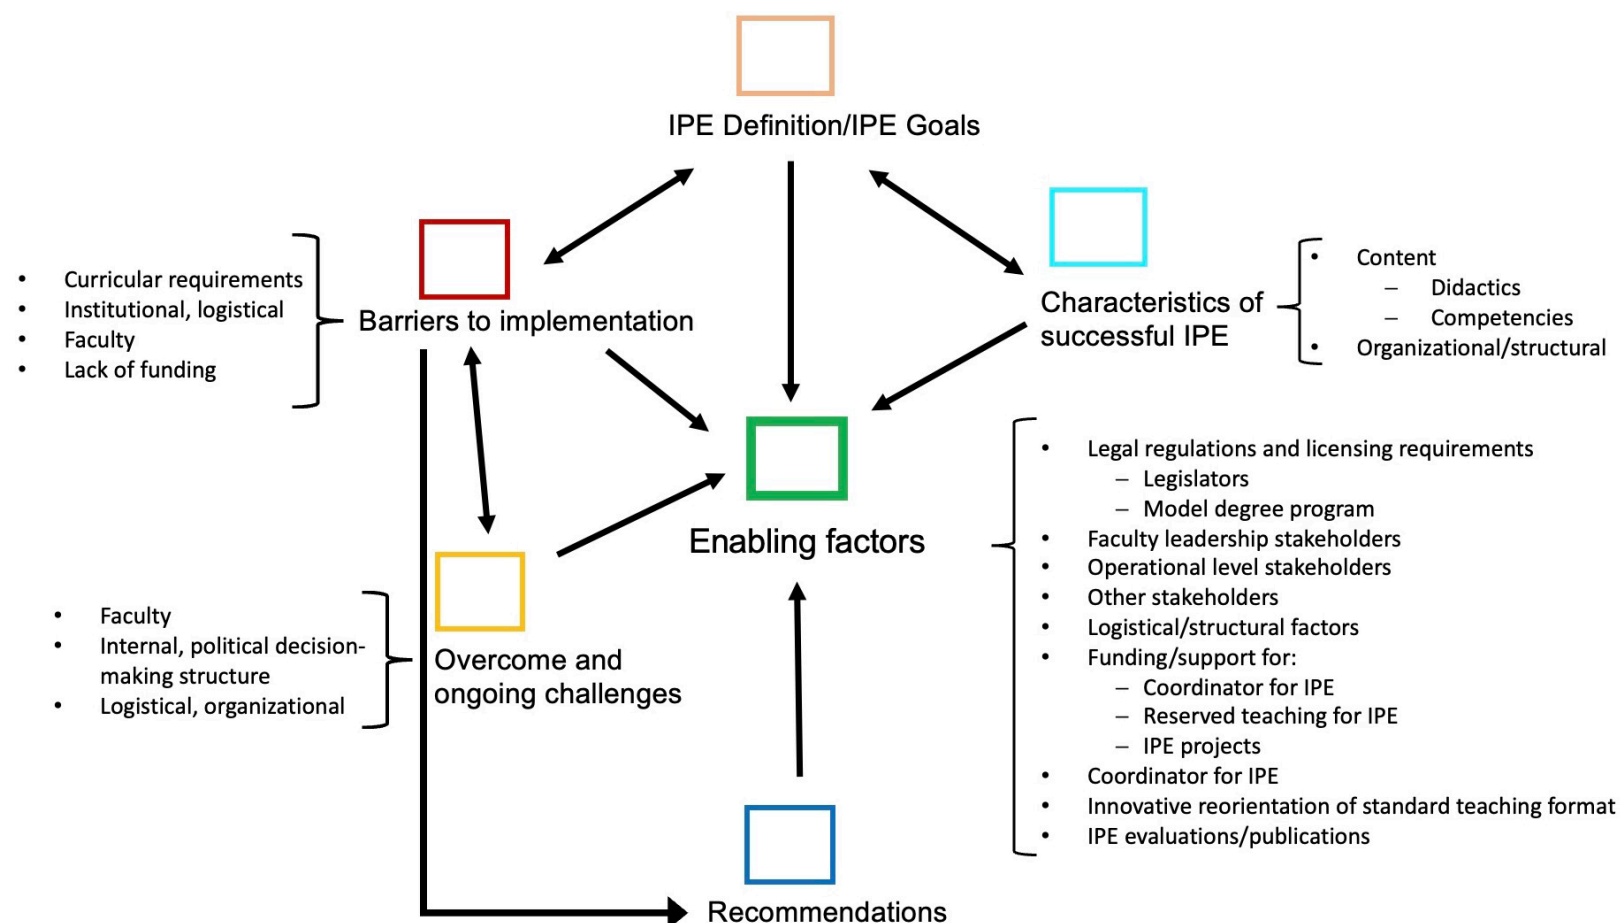 IPE Definition/IPE Goals
• Curricular requirements
• Institutional, logistical
• Faculty
• Lack of funding
Barriers to implementation
Characteristics of
successful IPE
• Content
– Didactics
– Competencies
• Organizational/structural
Enabling factors
• Legal regulations and licensing requirements
– Legislators
– Model degree program
• Faculty leadership stakeholders
• Operational level stakeholders
• Other stakeholders
• Logistical/structural factors
• Funding/support for:
– Coordinator for IPE
– Reserved teaching for IPE
– IPE projects
• Coordinator for IPE
• Innovative reorientation of standard teaching format
• IPE evaluations/publications
• Faculty
• Internal, political decision-
making structure
• Logistical, organizational
Overcome and
ongoing challenges
Recommendations